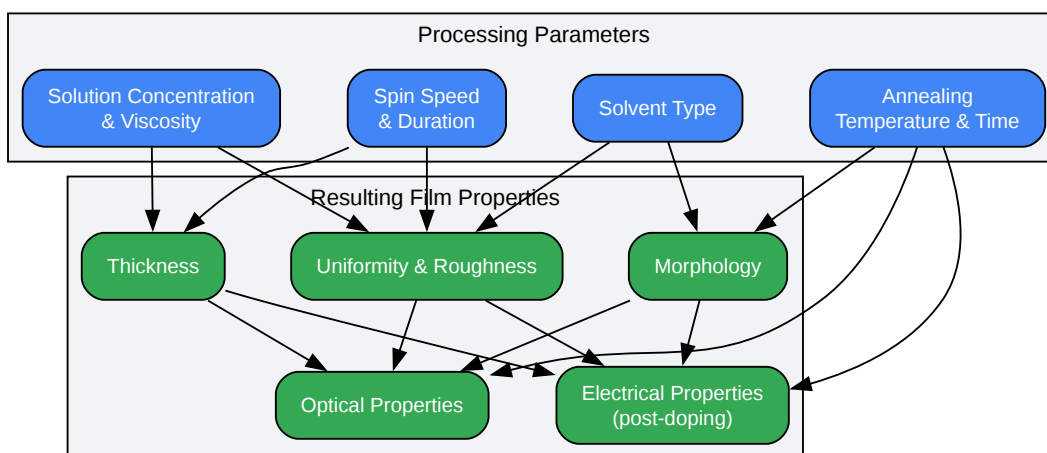 Processing Parameters
Solution Concentration
& Viscosity
Spin Speed
& Duration
Solvent Type
Annealing
Temperature & Time
Resulting Film Properties
Thickness
Uniformity & Roughness
Morphology
Optical Properties
Electrical Properties
(post-doping)